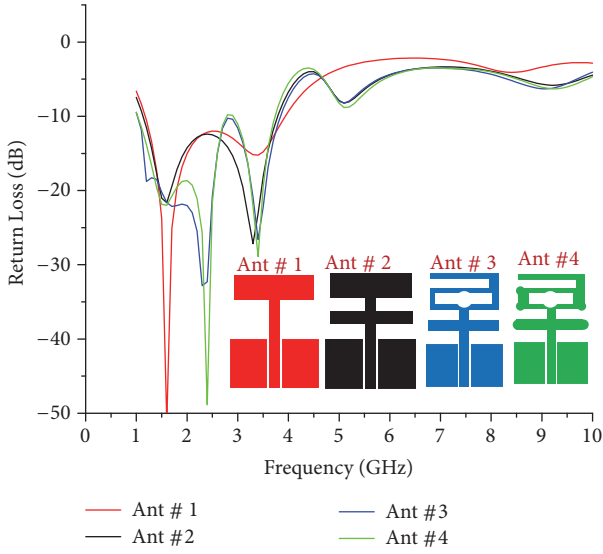 0
−10
−20
−30
−40
−50
Return Loss (dB)
Ant # 1
Ant # 2
Ant # 3
Ant #4
0 1 2 3 4 5 6 7 8 9 10
Frequency (GHz)
Ant # 1
Ant #2
Ant #3
Ant #4